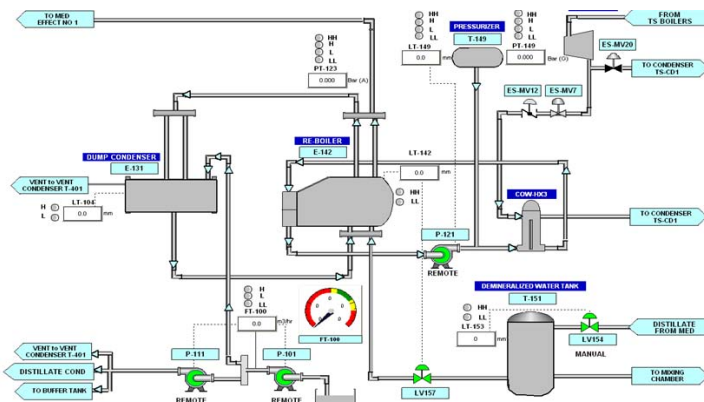 TO MED
EFFECT NO 1
HH
H
L
LL
PT-123
0.000
Bar (A)
HH
H
L
LL
LT-149
0.0
mm
PRESSURIZER
T-149
HH
H
L
LL
PT-149
0.000
Bar (G)
FROM
TS BOILERS
ES-MV20
TO CONDENSER
TS-CD1
ES-MV12
ES-MV7
DUMP CONDENSER
E-131
RE-BOILER
E-142
LT-142
0.0
mm
HH
LL
VENT to VENT
CONDENSER T-401
LT-104
H
L
0.0
mm
COW-HX3
TO CONDENSER
TS-CD1
P-121
REMOTE
DEMINERALIZED WATER TANK
T-151
HH
LL
LT-153
.0
mm
LV154
MANUAL
DISTILLATE
FROM MED
TO MIXING
CHAMBER
H
L
LL
FT-100
0.0
m3/hr
FT-100
VENT to VENT
CONDENSER T-401
DISTILLATE COND
TO BUFFER TANK
P-111
REMOTE
P-101
REMOTE
LV157